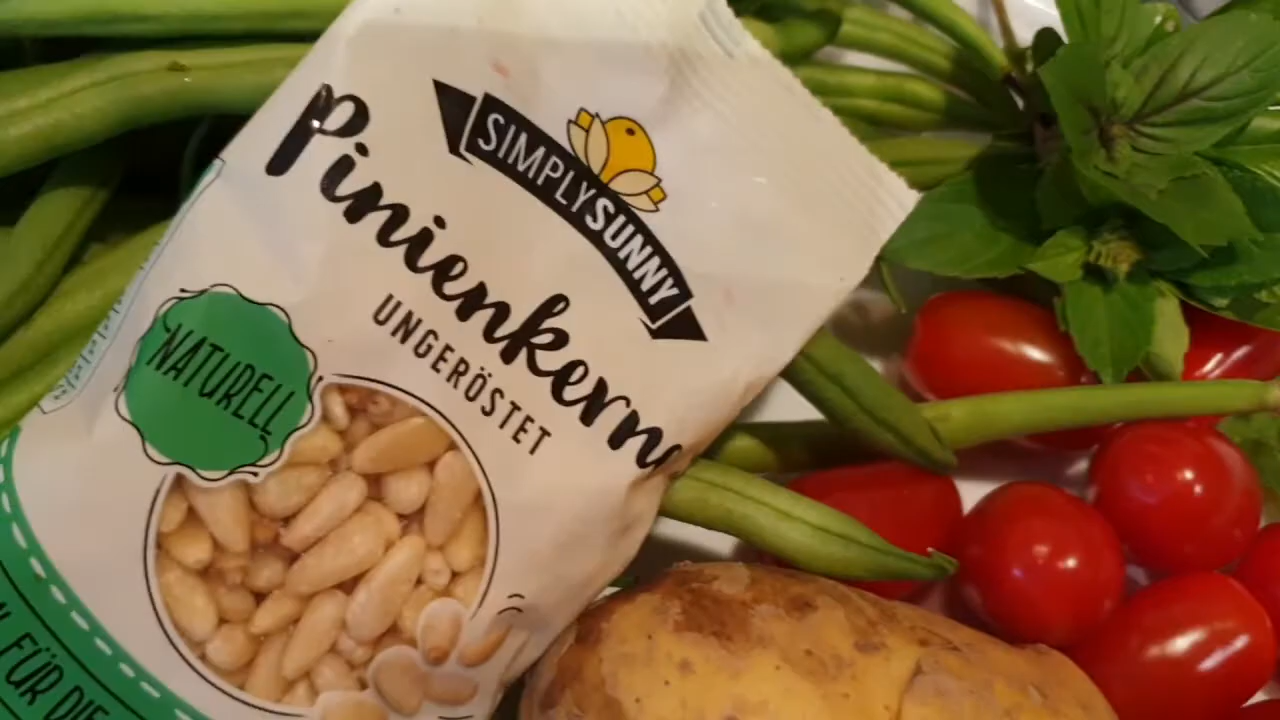 SIMPLYSUNNY
Pinienkern
UNGERÖSTET
NATURELL
FÜR DIE